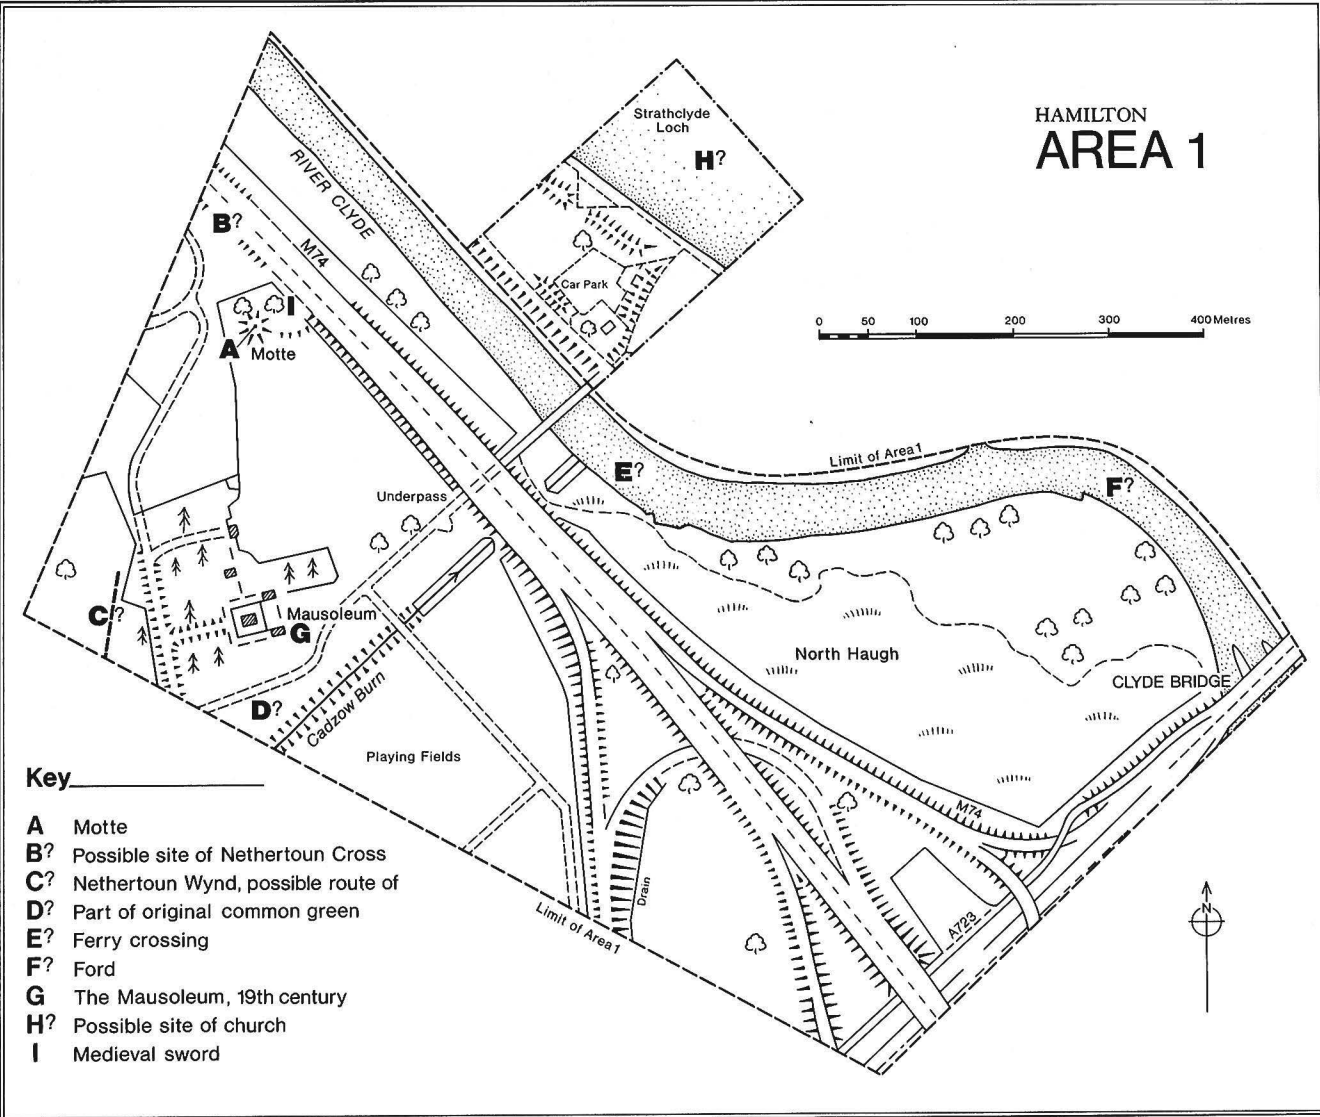 HAMILTON
AREA 1
Strathclyde
Loch
H?
RIVER CLYDE
B?
M74
Car Park
I
A
Motte
0 50 100 200 300 400 Metres
Limit of Area 1
E?
F?
Underpass
C?
Mausoleum
G
North Haugh
CLYDE BRIDGE
D?
Cadzow Burn
Playing Fields
M74
Drain
A723
Limit of Area 1
N
Key
A Motte
B? Possible site of Nethertoun Cross
C? Nethertoun Wynd, possible route of
D? Part of original common green
E? Ferry crossing
F? Ford
G The Mausoleum, 19th century
H? Possible site of church
I Medieval sword